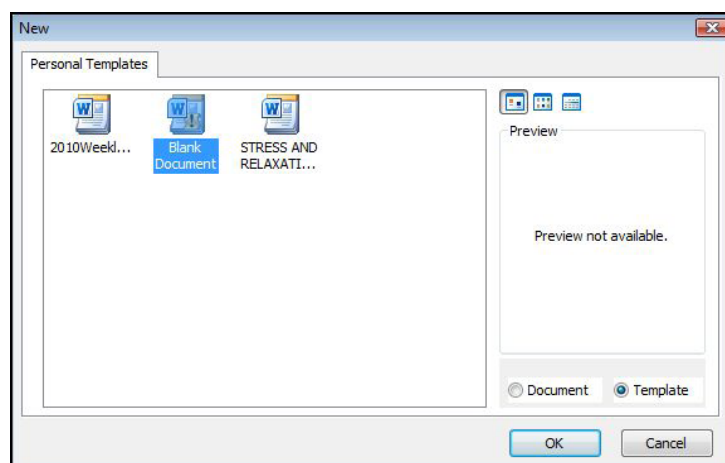 New
Personal Templates
2010Weekl...
Blank
Document
STRESS AND
RELAXATI...
Preview
Preview not available.
Document
Template
OK
Cancel